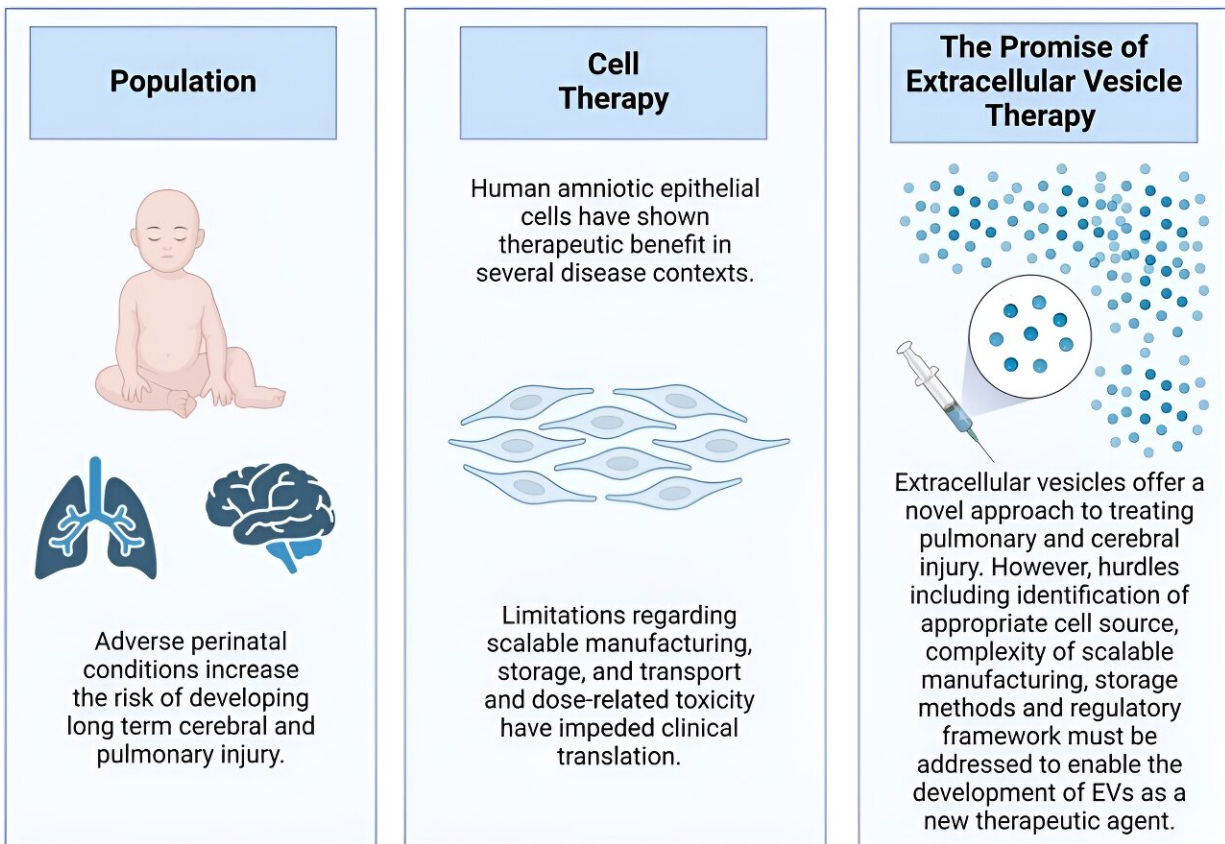 Population
Adverse perinatal
conditions increase
the risk of developing
long term cerebral and
pulmonary injury.
Cell
Therapy
Human amniotic epithelial
cells have shown
therapeutic benefit in
several disease contexts.
Limitations regarding
scalable manufacturing,
storage, and transport
and dose-related toxicity
have impeded clinical
translation.
The Promise of
Extracellular Vesicle
Therapy
Extracellular vesicles offer a
novel approach to treating
pulmonary and cerebral
injury. However, hurdles
including identification of
appropriate cell source,
complexity of scalable
manufacturing, storage
methods and regulatory
framework must be
addressed to enable the
development of EVs as a
new therapeutic agent.